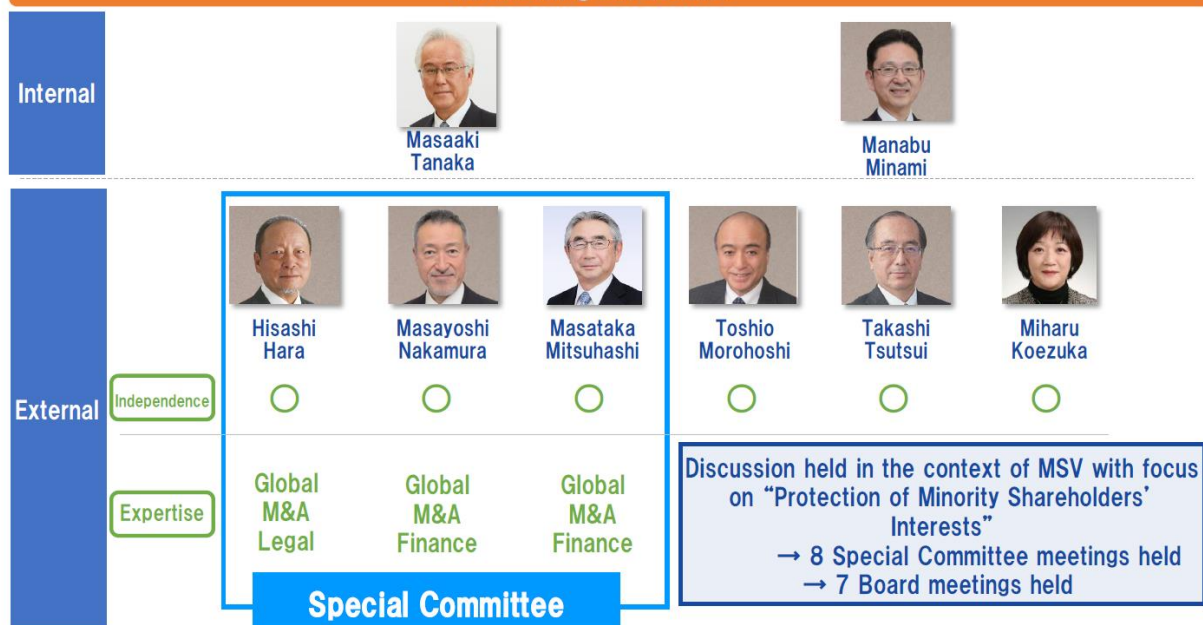 Internal
Masaaki
Tanaka
Manabu
Minami
External
Hisashi
Hara
Masayoshi
Nakamura
Masataka
Mitsuhashi
Toshio
Morohoshi
Takashi
Tsutsui
Miharu
Koezuka
Independence
○ ○ ○ ○ ○ ○
Expertise
Global
M&A
Legal
Global
M&A
Finance
Global
M&A
Finance
Special Committee
Discussion held in the context of MSV with focus
on “Protection of Minority Shareholders’
Interests”
→ 8 Special Committee meetings held
→ 7 Board meetings held